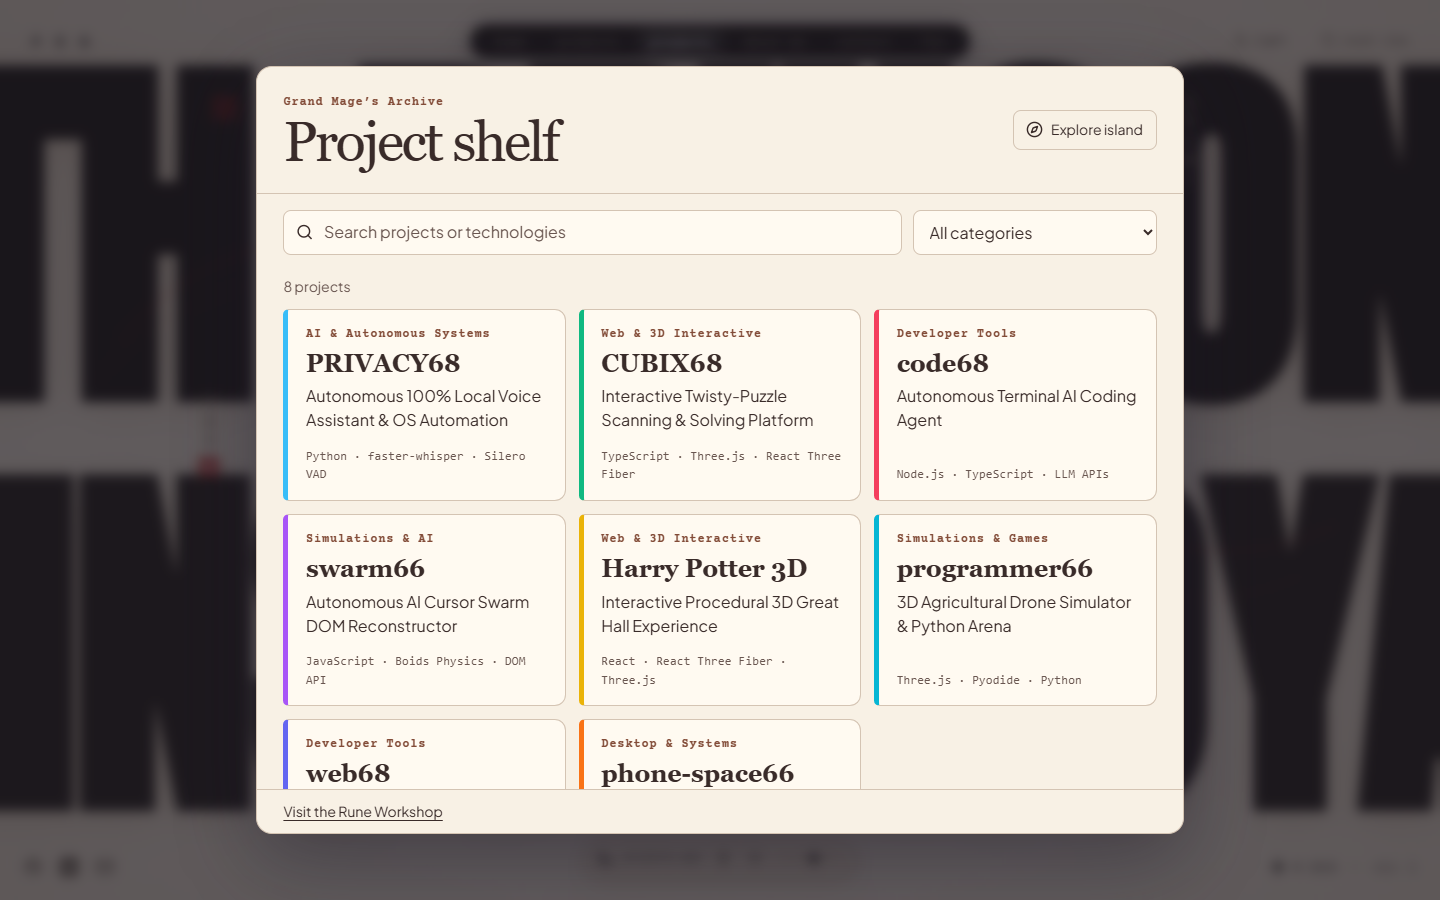 Grand Mage's Archive
Project shelf
Explore island
Search projects or technologies
All categories
8 projects
AI & Autonomous Systems
PRIVACY68
Autonomous 100% Local Voice
Assistant & OS Automation
Python · faster-whisper · Silero
VAD
Web & 3D Interactive
CUBIX68
Interactive Twisty-Puzzle
Scanning & Solving Platform
TypeScript · Three.js · React Three
Fiber
Developer Tools
code68
Autonomous Terminal AI Coding
Agent
Node.js · TypeScript · LLM APIs
Simulations & AI
swarm66
Autonomous AI Cursor Swarm
DOM Reconstructor
JavaScript · Boids Physics · DOM
API
Web & 3D Interactive
Harry Potter 3D
Interactive Procedural 3D Great
Hall Experience
React · React Three Fiber ·
Three.js
Simulations & Games
programmer66
3D Agricultural Drone Simulator
& Python Arena
Three.js · Pyodide · Python
Developer Tools
web68
Desktop & Systems
phone-space66
Visit the Rune Workshop